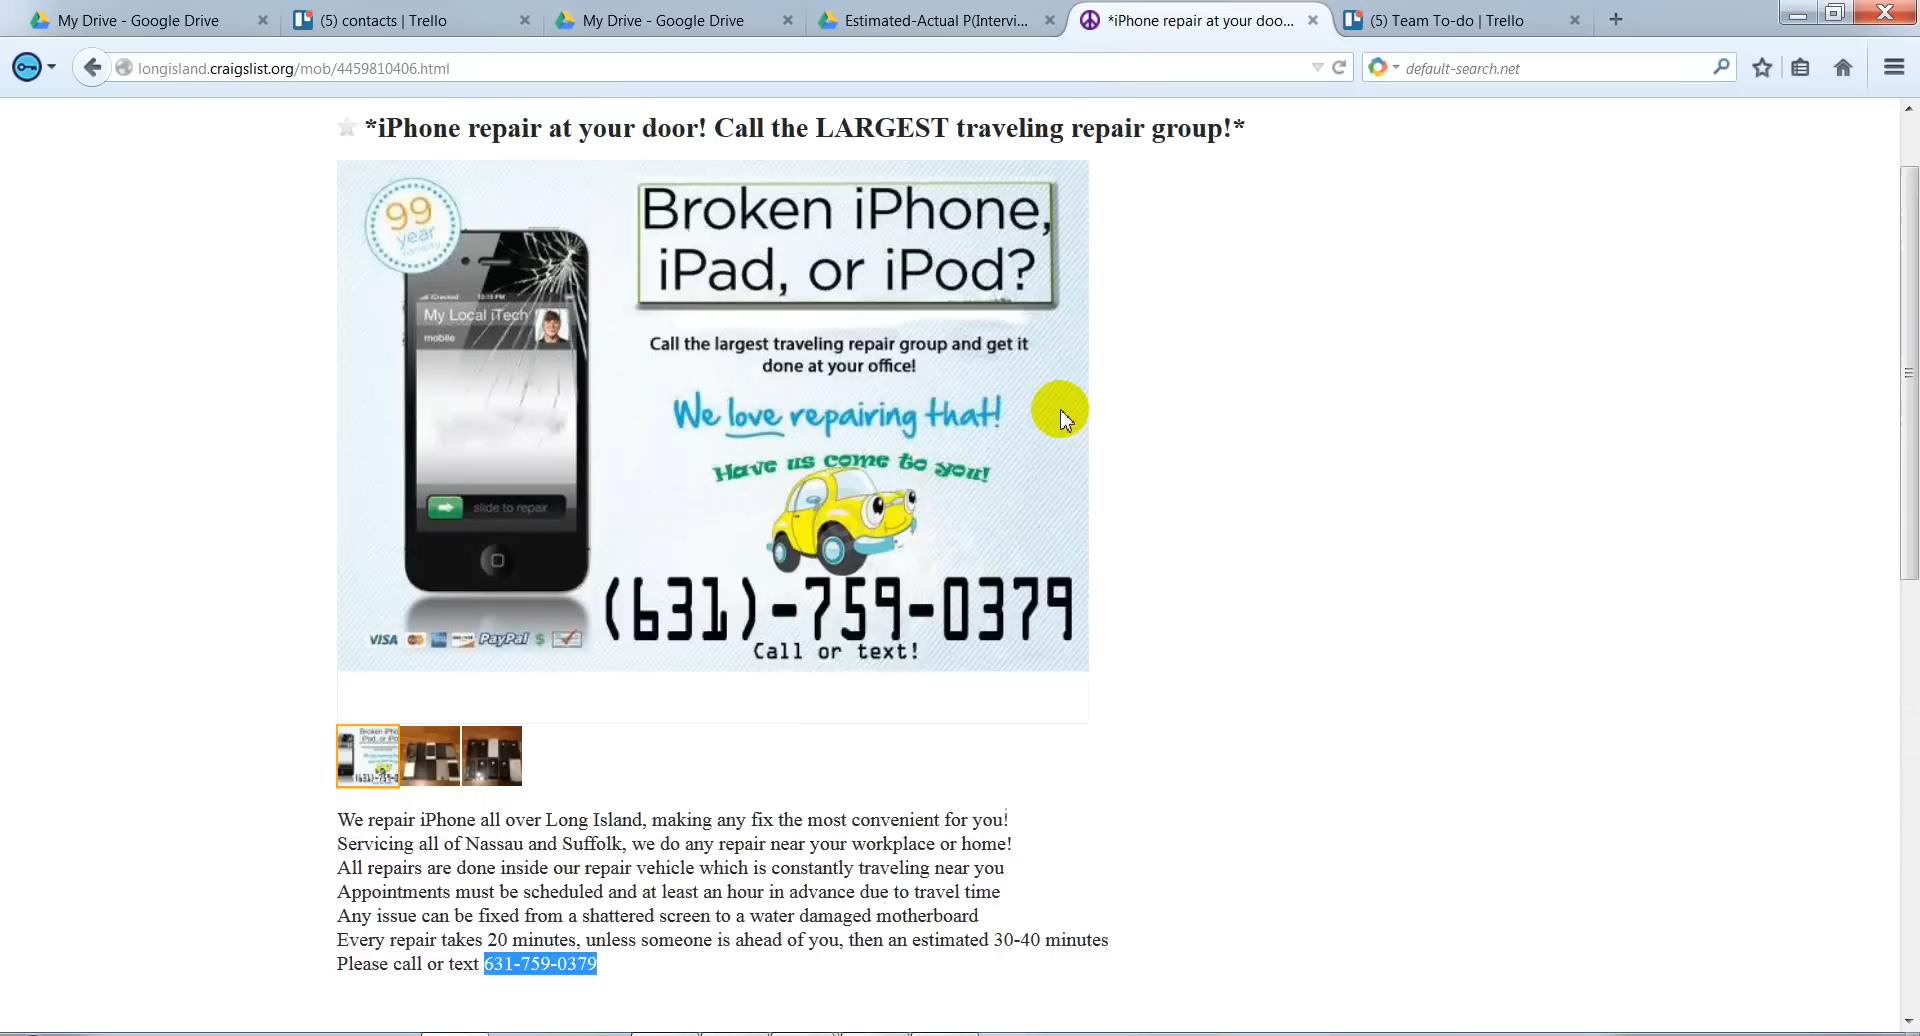 My Drive - Google Drive
(5) contacts | Trello
My Drive - Google Drive
Estimated-Actual P(Intervi...
*iPhone repair at your doo...
(5) Team To-do | Trello
longisland.craigslist.org/mob/4459810406.html
default-search.net
*iPhone repair at your door! Call the LARGEST traveling repair group!*
99
year
warranty
Broken iPhone,
iPad, or iPod?
iCracked 10:15 PM
My Local iTech
mobile
Call the largest traveling repair group and get it
done at your office!
We love repairing that!
Have us come to you!
slide to repair
(631)-759-0379
VISA PayPal $
Call or text!
We repair iPhone all over Long Island, making any fix the most convenient for you!
Servicing all of Nassau and Suffolk, we do any repair near your workplace or home!
All repairs are done inside our repair vehicle which is constantly traveling near you
Appointments must be scheduled and at least an hour in advance due to travel time
Any issue can be fixed from a shattered screen to a water damaged motherboard
Every repair takes 20 minutes, unless someone is ahead of you, then an estimated 30-40 minutes
Please call or text 631-759-0379